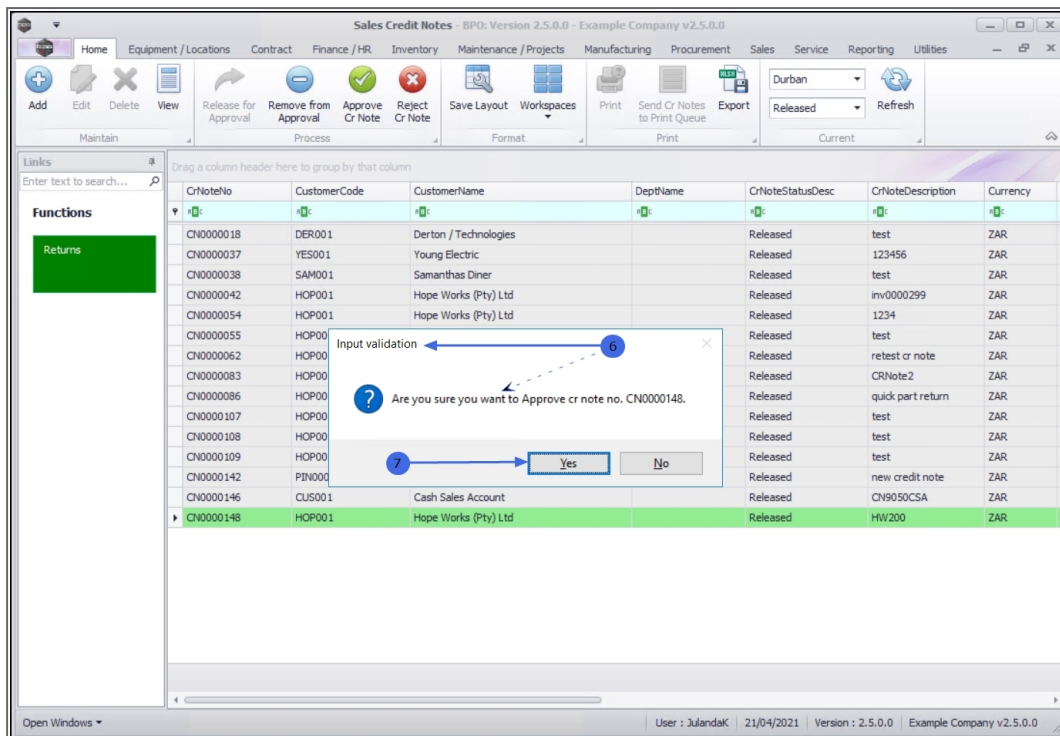 Sales Credit Notes - BPO: Version 2.5.0.0 - Example Company v2.5.0.0
Home Equipment / Locations Contract Finance / HR Inventory Maintenance / Projects Manufacturing Procurement Sales Service Reporting Utilities
Add Edit Delete View Release for Approval Remove from Approval Approve Cr Note Reject Cr Note Save Layout Workspaces Print Send Cr Notes to Print Queue Export Durban Released Refresh
Maintain Process Format Print Current
Links
Enter text to search...
Functions
Returns
Drag a column header here to group by that column
CrNoteNo CustomerCode CustomerName DeptName CrNoteStatusDesc CrNoteDescription Currency
CN0000018 DER001 Derton / Technologies Released test ZAR
CN0000037 YES001 Young Electric Released 123456 ZAR
CN0000038 SAM001 Samanthas Diner Released test ZAR
CN0000042 HOP001 Hope Works (Pty) Ltd Released inv0000299 ZAR
CN0000054 HOP001 Hope Works (Pty) Ltd Released 1234 ZAR
CN0000055 HOP00 Released test ZAR
CN0000062 HOP00 Released retest cr note ZAR
CN0000083 HOP00 Released CRNote2 ZAR
CN0000086 HOP00 Released quick part return ZAR
CN0000107 HOP00 Released test ZAR
CN0000108 HOP00 Released test ZAR
CN0000109 HOP00 Released test ZAR
CN0000142 PIN000 Released new credit note ZAR
CN0000146 CUS001 Cash Sales Account Released CN9050CSA ZAR
CN0000148 HOP001 Hope Works (Pty) Ltd Released HW200 ZAR
Input validation 6
Are you sure you want to Approve cr note no. CN0000148.
7 Yes No
Open Windows User : JulandaK 21/04/2021 Version : 2.5.0.0 Example Company v2.5.0.0